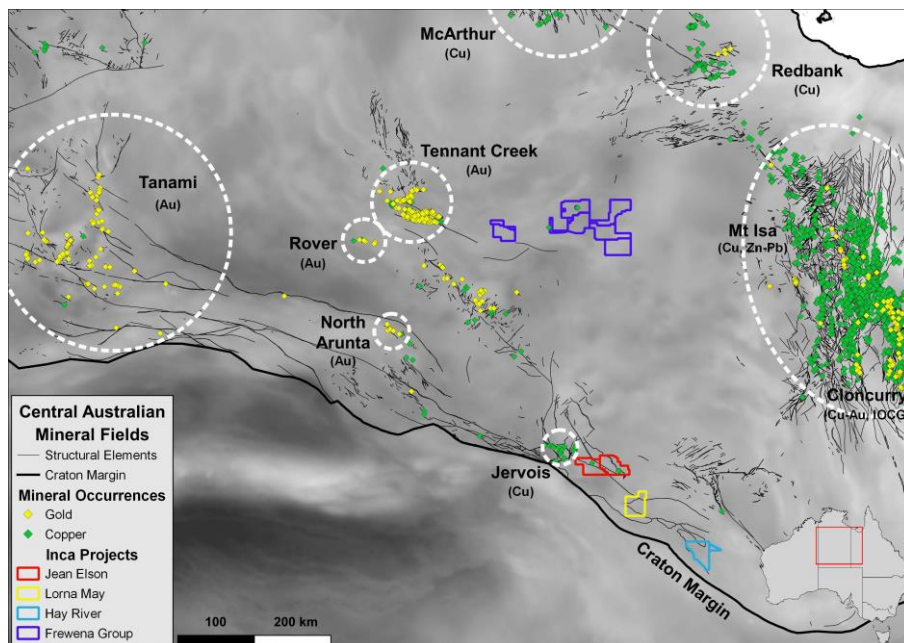 McArthur
(Cu)
Redbank
(Cu)
Tanami
(Au)
Tennant Creek
(Au)
Rover
(Au)
Mt Isa
(Cu, Zn-Pb)
North
Arunta
(Au)
Cloncurry
(Cu-Au, IOCG
Jervois
(Cu)
Craton Margin
Central Australian
Mineral Fields
Structural Elements
Craton Margin
Mineral Occurrences
Gold
Copper
Inca Projects
Jean Elson
Lorna May
Hay River
Frewena Group
100
200 km